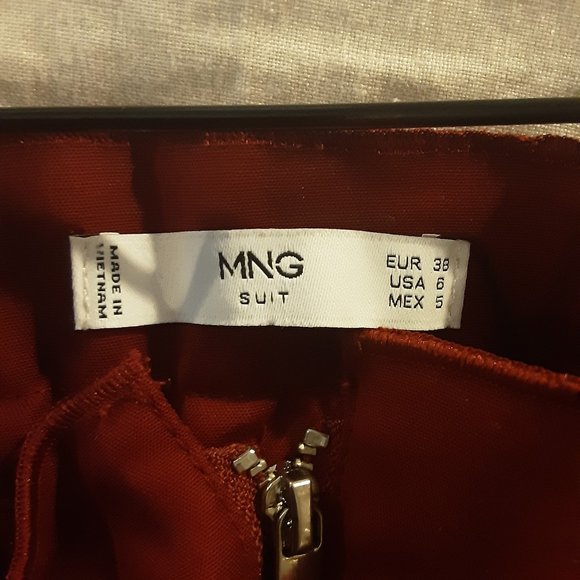 MADE IN
VIETNAM
MNG
SUIT
EUR 38
USA 6
MEX 5